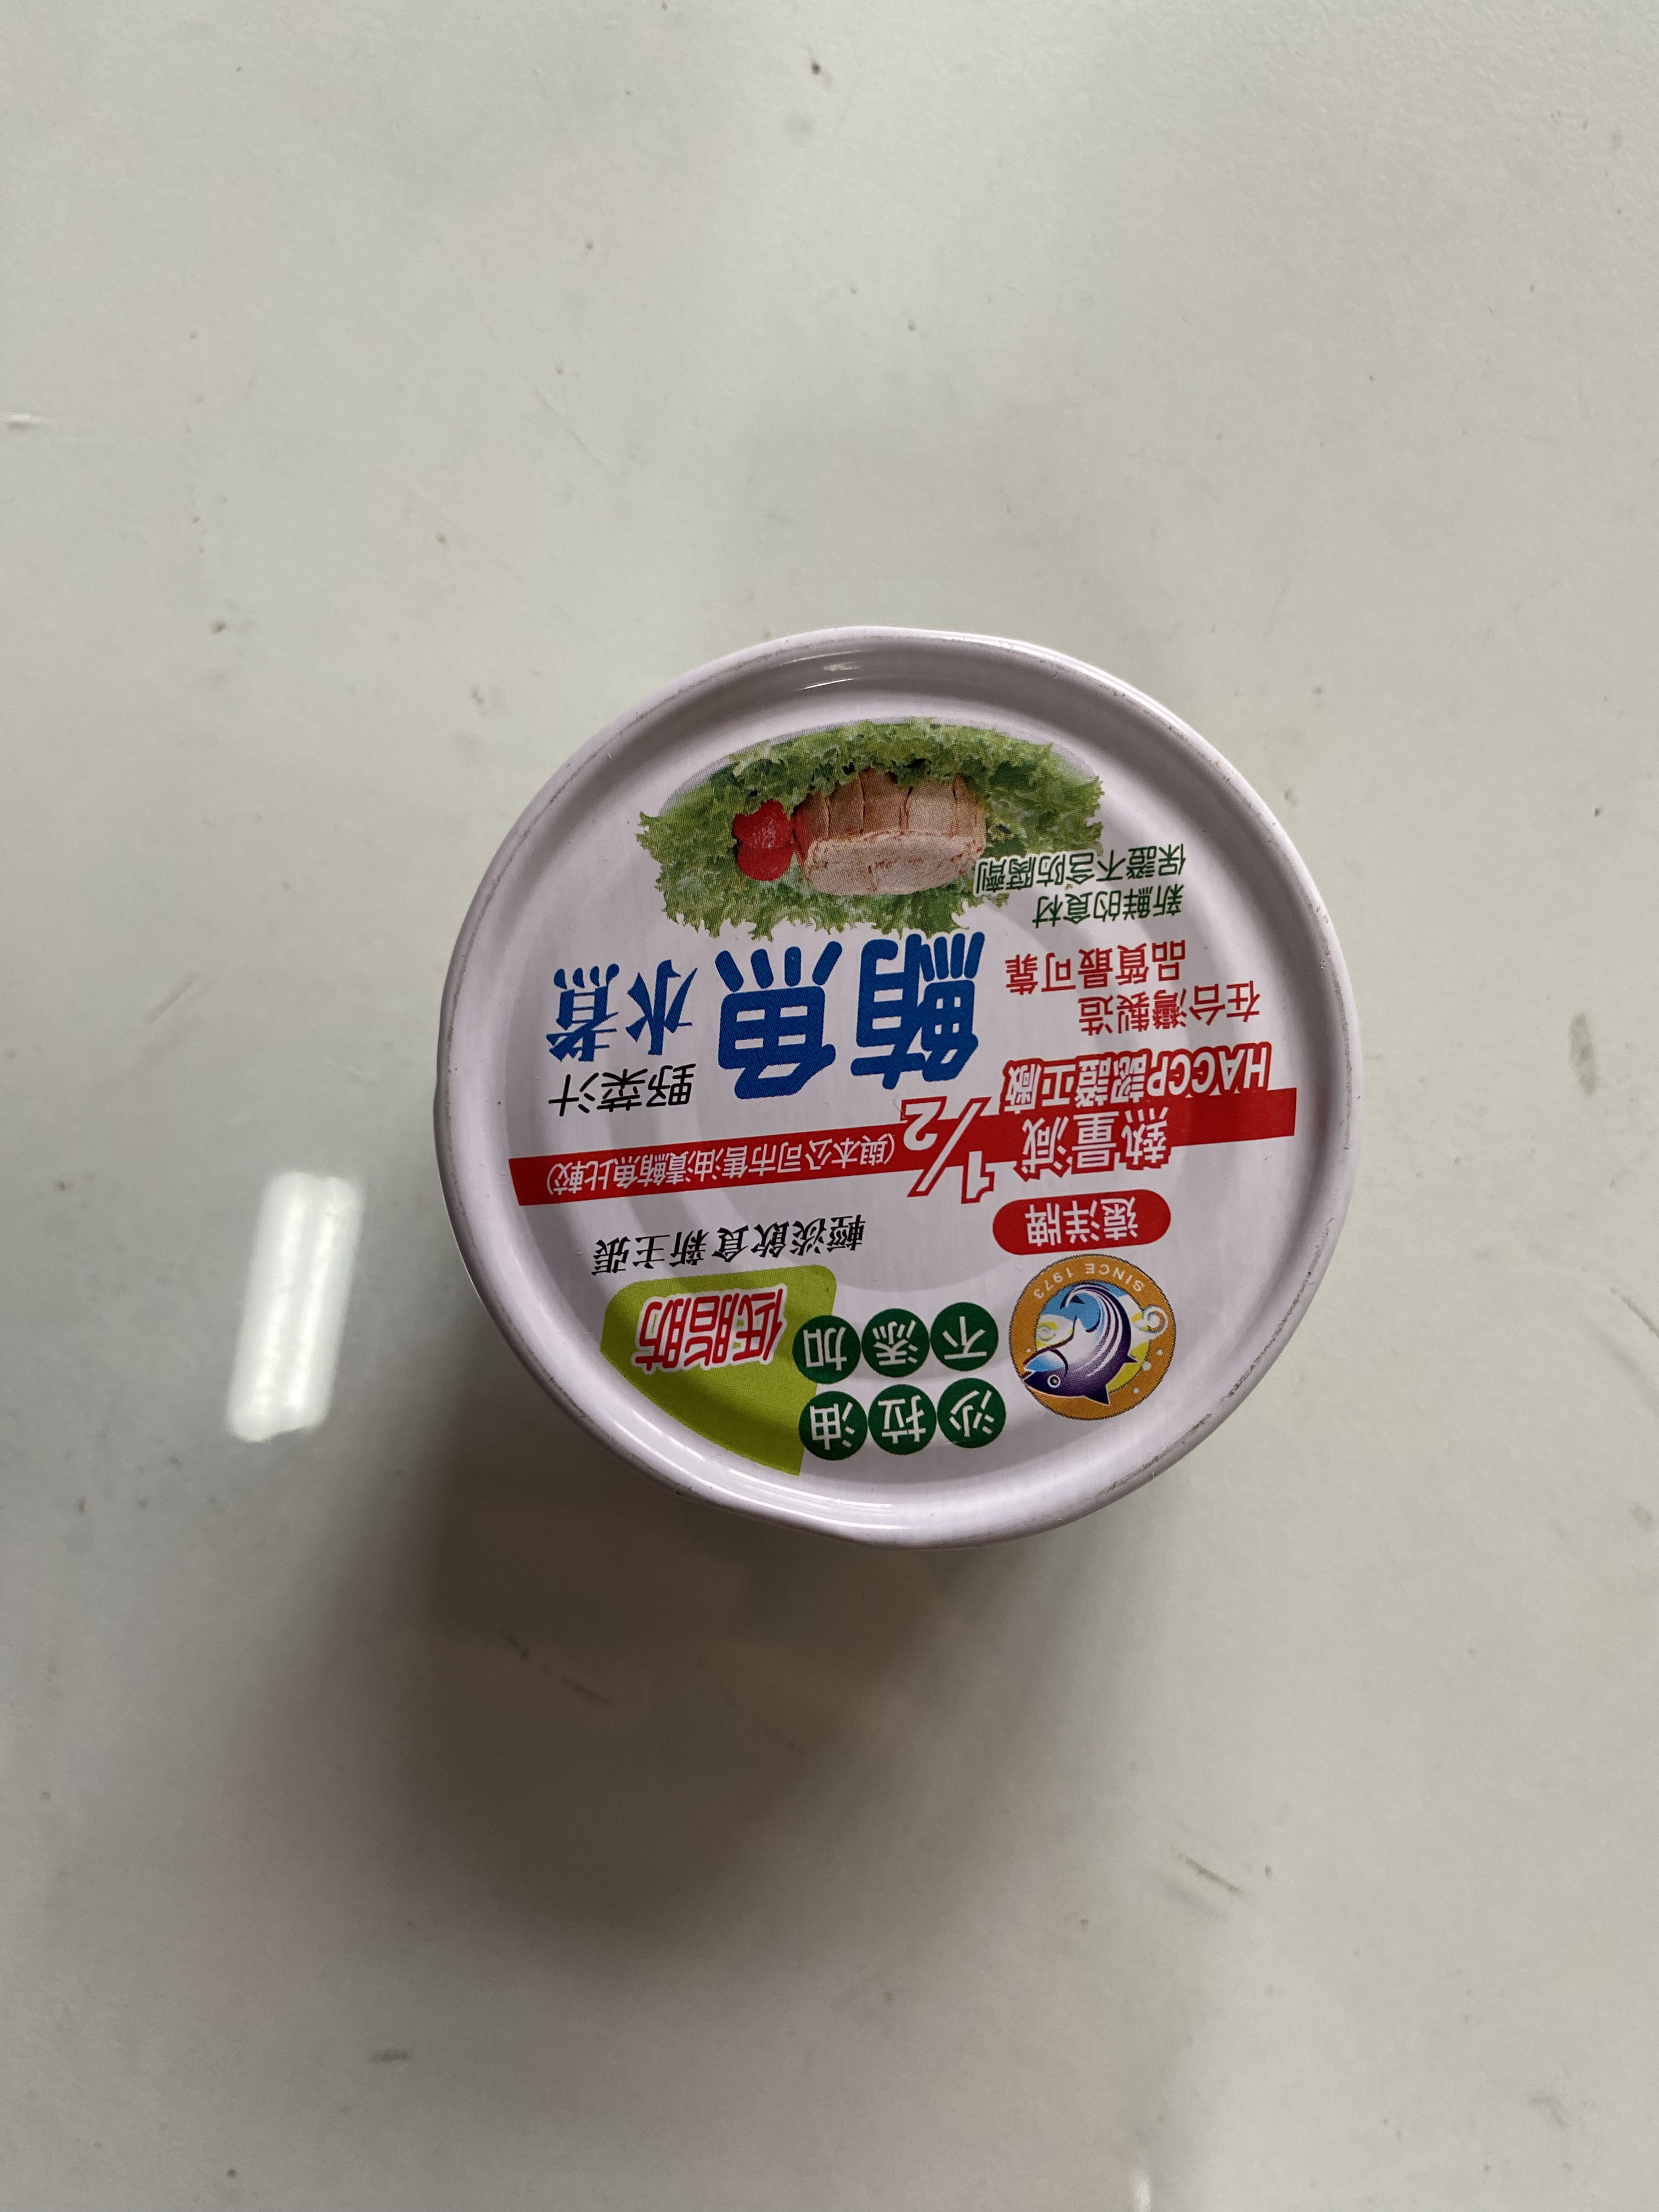 沙拉油
不添加
低脂肪
SINCE 1973
遠洋牌
輕淡飲食新主張
熱量減1/2(與本公司市售油漬鮪魚比較)
HACCP認證工廠
在台灣製造
品質最可靠
新鮮的食材
保證不含防腐劑
鮪魚
野菜汁
水煮